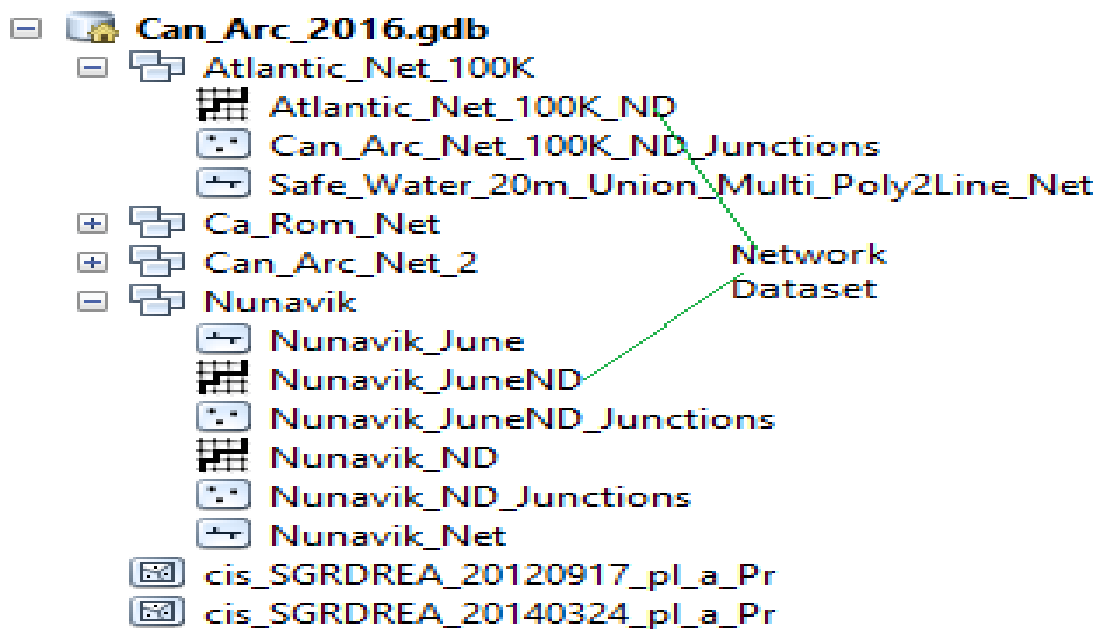 Can_Arc_2016.gdb
Atlantic_Net_100K
Atlantic_Net_100K_ND
Can_Arc_Net_100K_ND_Junctions
Safe_Water_20m_Union_Multi_Poly2Line_Net
Ca_Rom_Net
Can_Arc_Net_2
Network
Dataset
Nunavik
Nunavik_June
Nunavik_JuneND
Nunavik_JuneND_Junctions
Nunavik_ND
Nunavik_ND_Junctions
Nunavik_Net
cis_SGRDREA_20120917_pl_a_Pr
cis_SGRDREA_20140324_pl_a_Pr